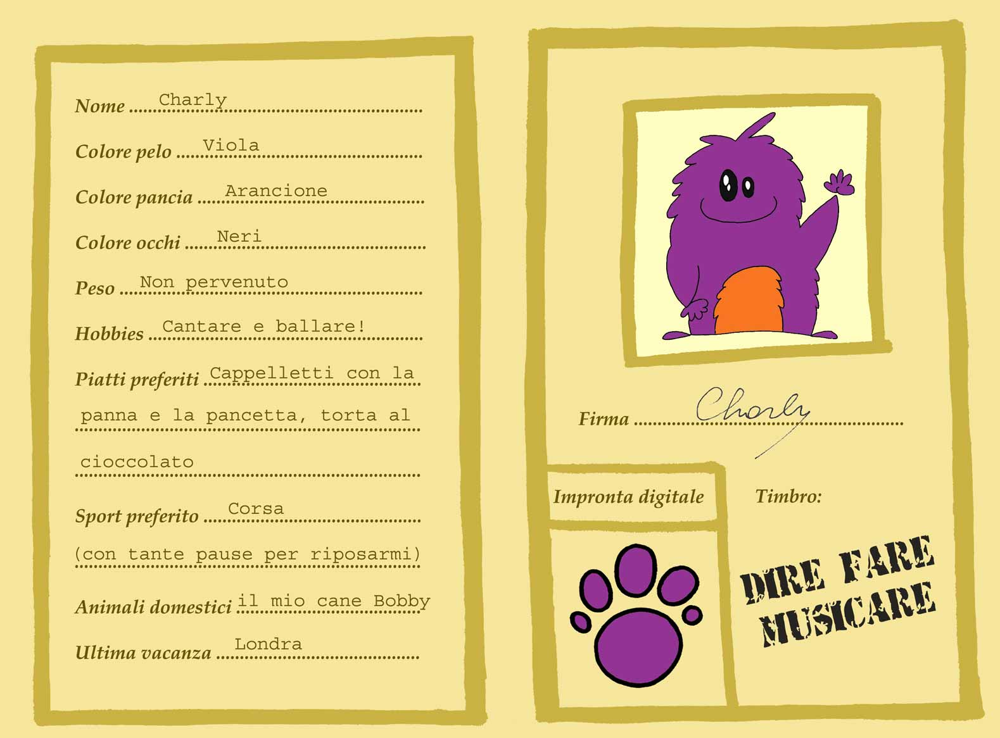 Nome Charly
Colore pelo Viola
Colore pancia Arancione
Colore occhi Neri
Peso Non pervenuto
Hobbies Cantare e ballare!
Piatti preferiti Cappelletti con la
panna e la pancetta, torta al
cioccolato
Sport preferito Corsa
(con tante pause per riposarmi)
Animali domestici il mio cane Bobby
Ultima vacanza Londra
Firma Charly
Impronta digitale
Timbro:
DIRE FARE
MUSICARE